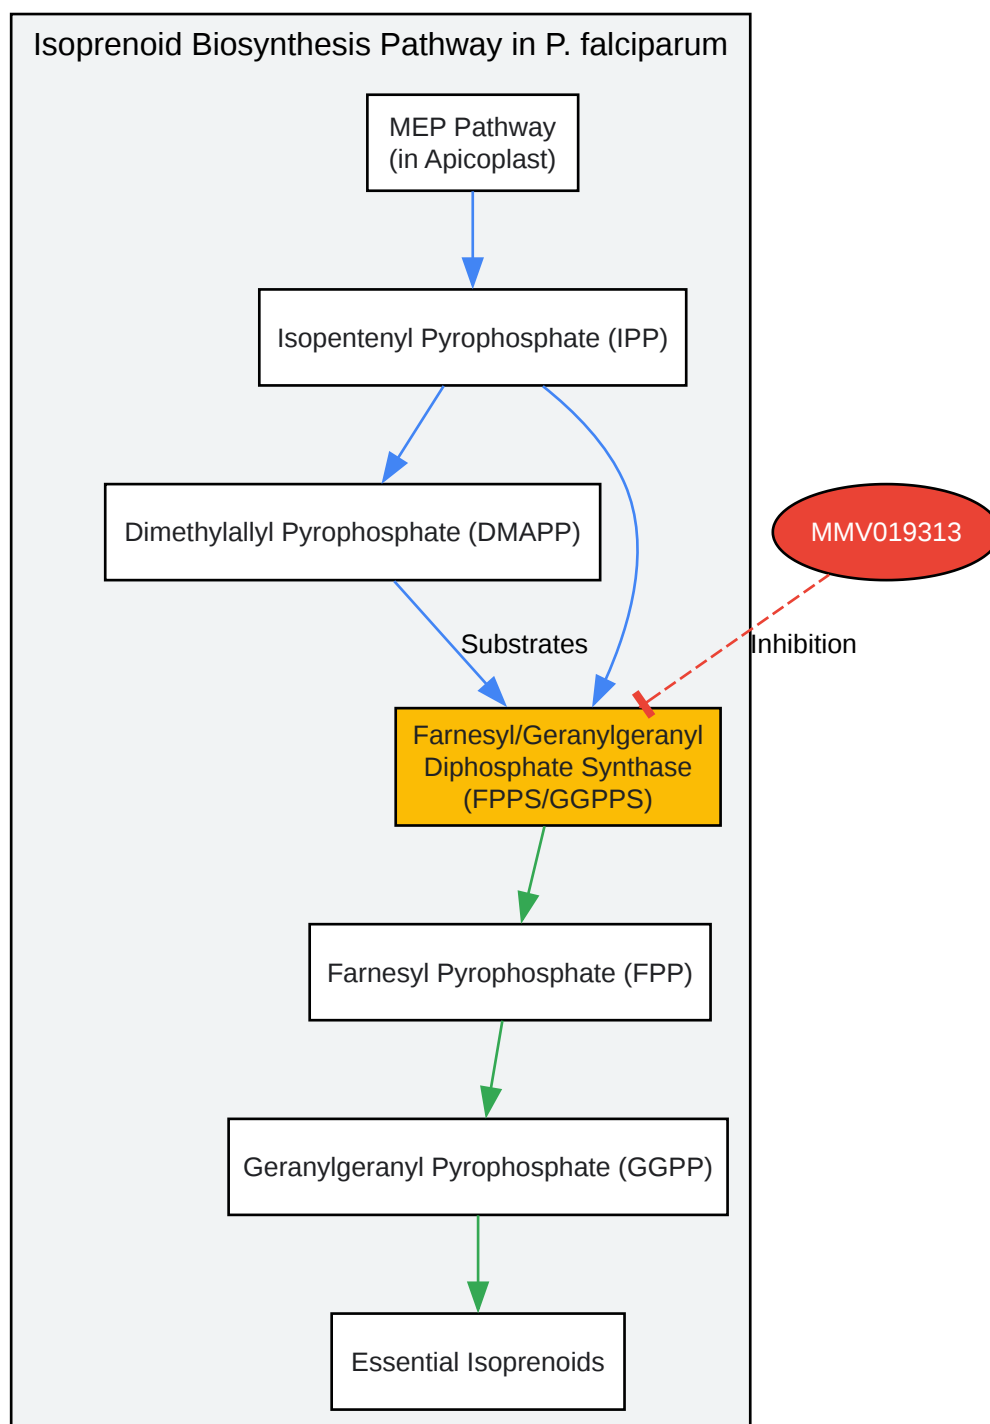 Isoprenoid Biosynthesis Pathway in P. falciparum
MEP Pathway
(in Apicoplast)
Isopentenyl Pyrophosphate (IPP)
Dimethylallyl Pyrophosphate (DMAPP)
MMV019313
Substrates
Inhibition
Farnesyl/Geranylgeranyl
Diphosphate Synthase
(FPPS/GGPPS)
Farnesyl Pyrophosphate (FPP)
Geranylgeranyl Pyrophosphate (GGPP)
Essential Isoprenoids